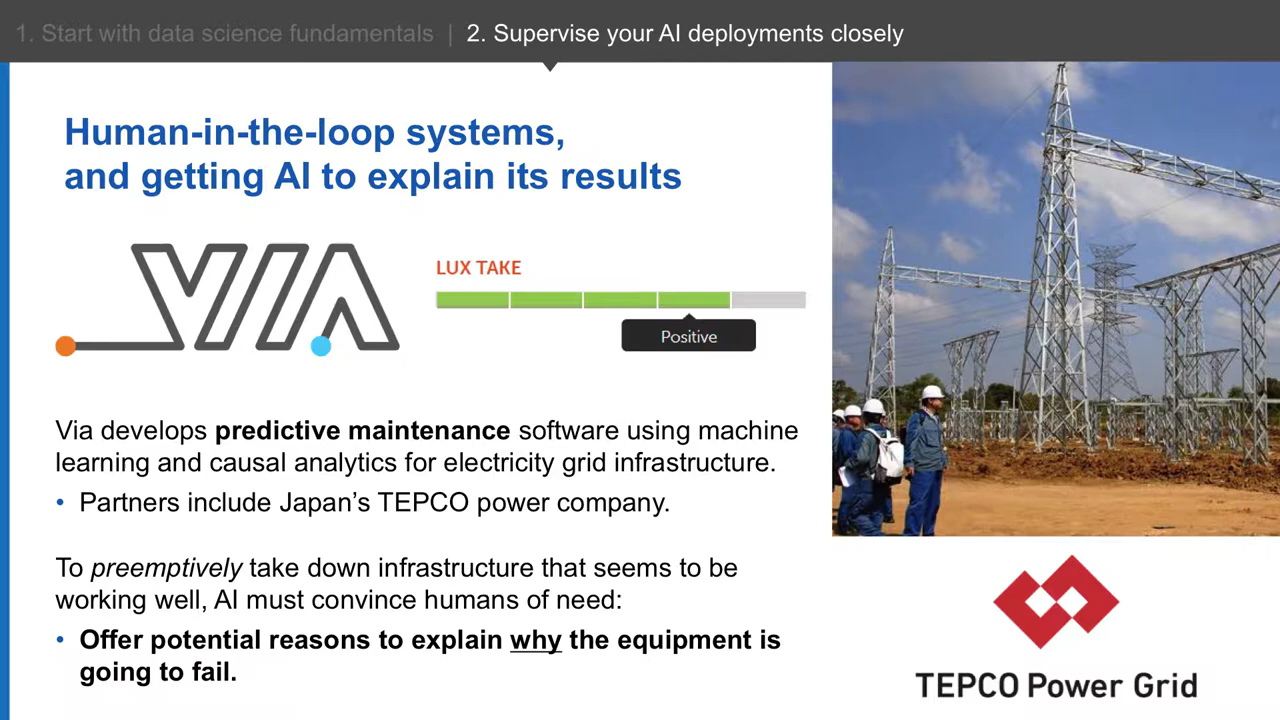 1. Start with data science fundamentals | 2. Supervise your AI deployments closely
Human-in-the-loop systems,
and getting AI to explain its results
VIA
LUX TAKE
Positive
Via develops predictive maintenance software using machine
learning and causal analytics for electricity grid infrastructure.
• Partners include Japan’s TEPCO power company.
To preemptively take down infrastructure that seems to be
working well, AI must convince humans of need:
• Offer potential reasons to explain why the equipment is
going to fail.
TEPCO Power Grid